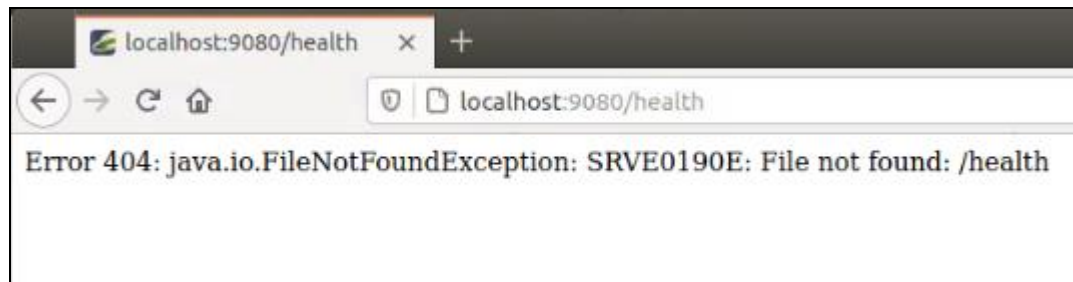 localhost:9080/health
localhost:9080/health
Error 404: java.io.FileNotFoundException: SRVE0190E: File not found: /health